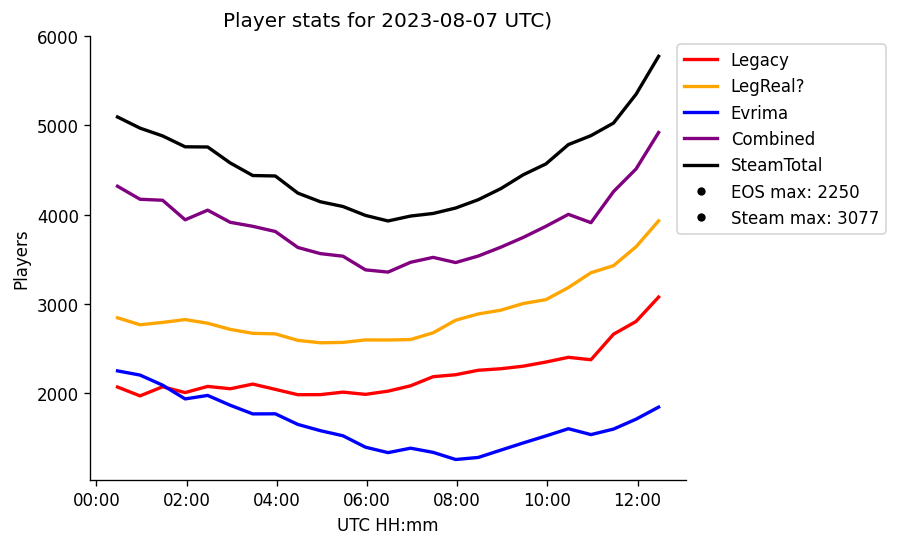 Player stats for 2023-08-07 UTC)
6000
5000
4000
3000
2000
Players
00:00 02:00 04:00 06:00 08:00 10:00 12:00
UTC HH:mm
Legacy
LegReal?
Evrima
Combined
SteamTotal
EOS max: 2250
Steam max: 3077